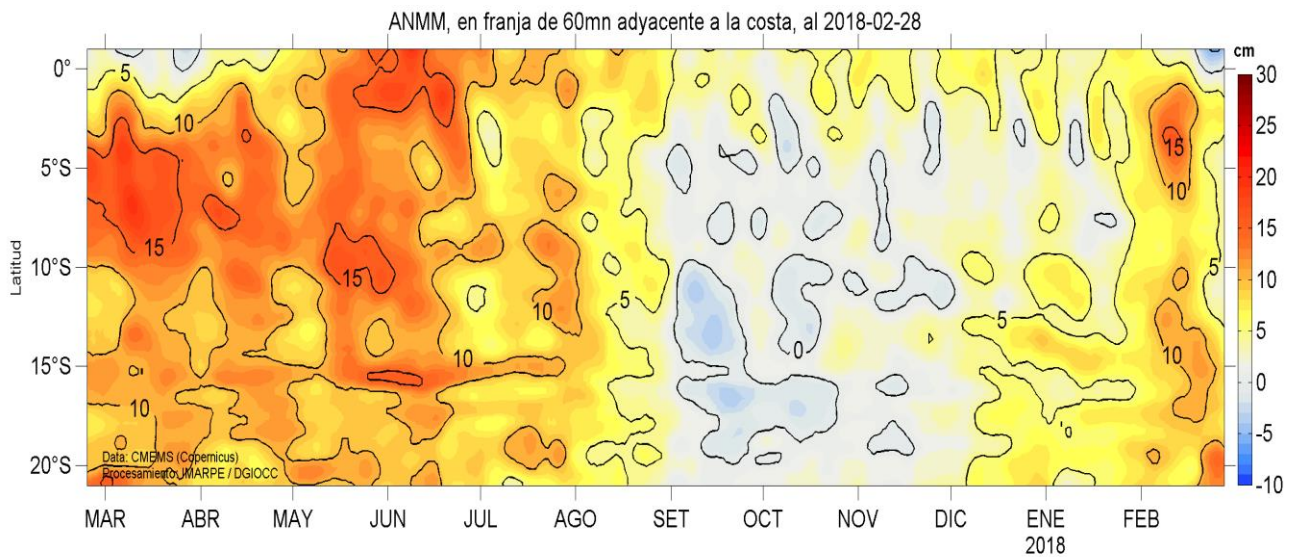 ANMM, en franja de 60mn adyacente a la costa, al 2018-02-28
cm
0°
5°S
10°S
15°S
20°S
Latitud
5
10
15
15
10
10
15
10
10
5
0
5
15
10
5
10
30
25
20
15
10
5
0
-5
-10
Data: CMEMS (Copernicus)
Procesamiento: IMARPE / DGIOCC
MAR ABR MAY JUN JUL AGO SET OCT NOV DIC ENE FEB
2018